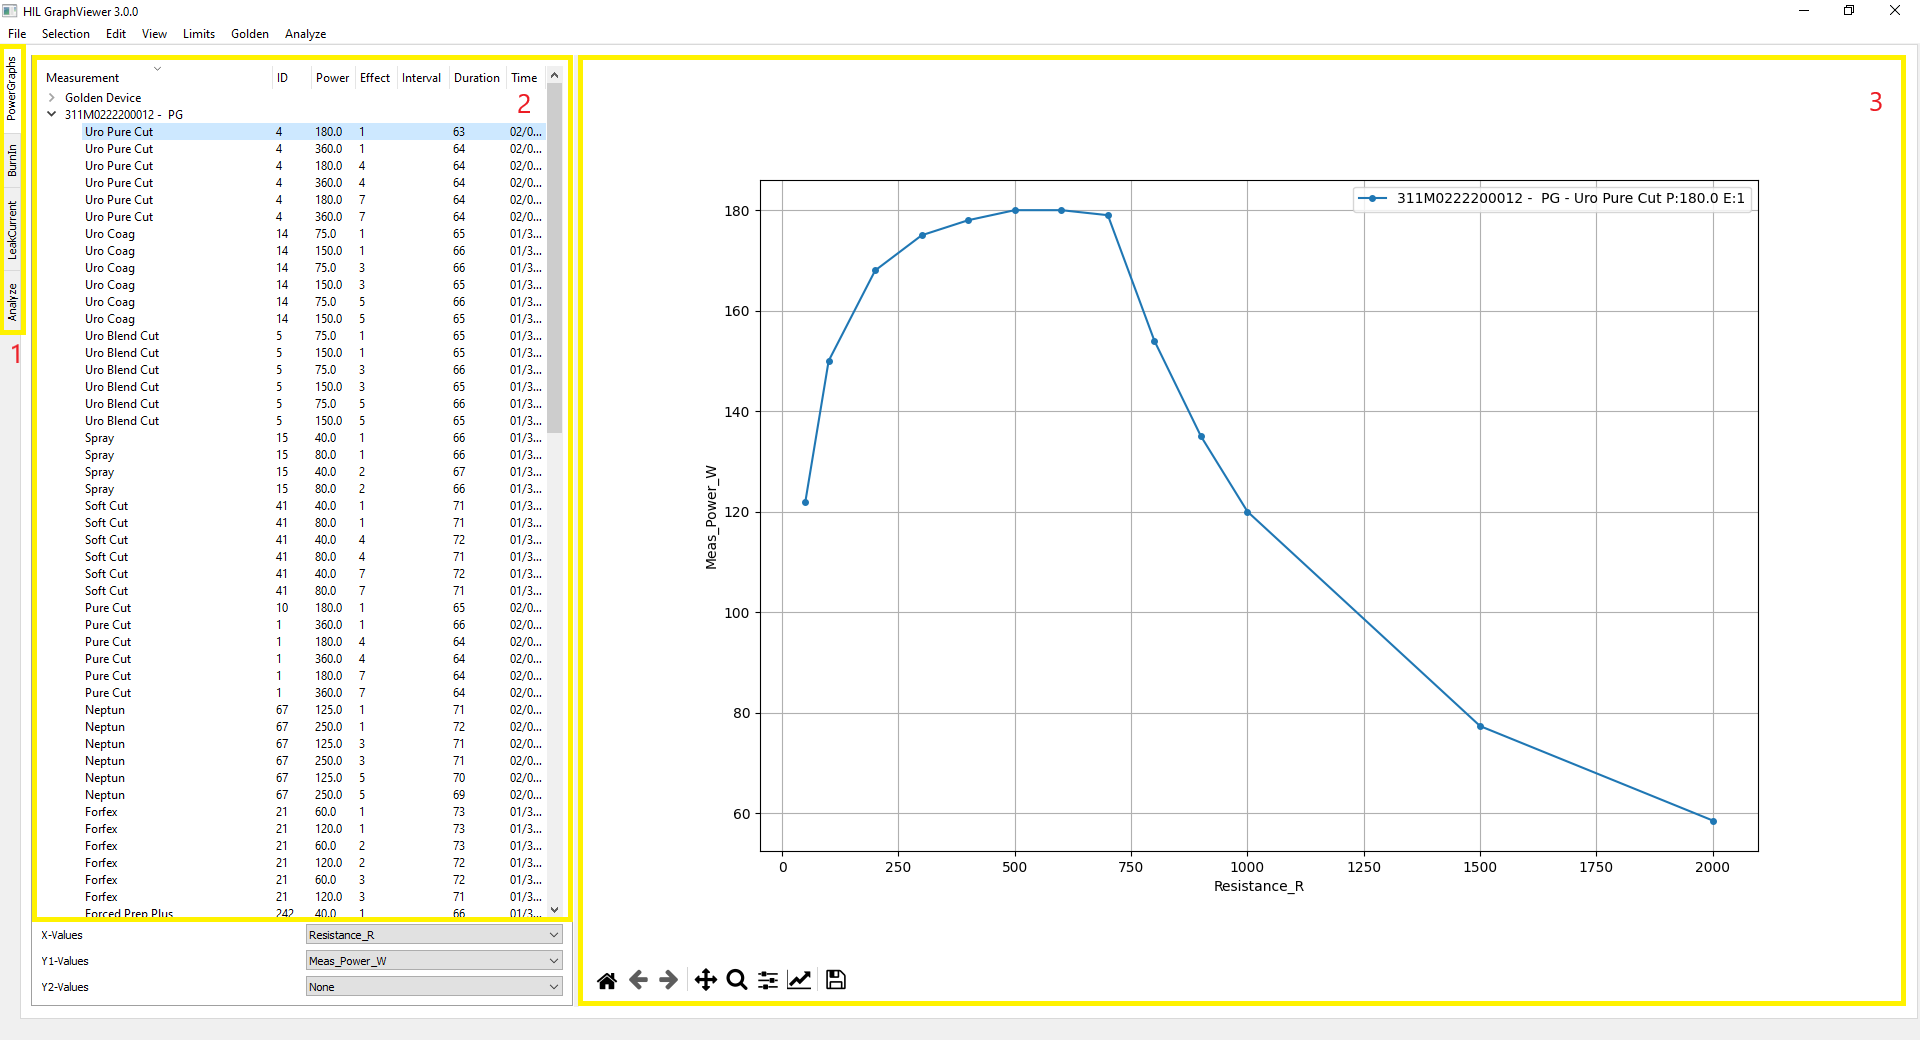 HIL GraphViewer 3.0.0
File Selection Edit View Limits Golden Analyze
PowerGraphs
BurnIn
LeakCurrent
Analyze
1
Measurement ID Power Effect Interval Duration Time
2
Golden Device
311M0222200012 - PG
Uro Pure Cut 4 180.0 1 63 02/0...
Uro Pure Cut 4 360.0 1 64 02/0...
Uro Pure Cut 4 180.0 4 64 02/0...
Uro Pure Cut 4 360.0 4 64 02/0...
Uro Pure Cut 4 180.0 7 64 02/0...
Uro Pure Cut 4 360.0 7 64 02/0...
Uro Coag 14 75.0 1 65 01/3...
Uro Coag 14 150.0 1 66 01/3...
Uro Coag 14 75.0 3 66 01/3...
Uro Coag 14 150.0 3 65 01/3...
Uro Coag 14 75.0 5 66 01/3...
Uro Coag 14 150.0 5 65 01/3...
Uro Blend Cut 5 75.0 1 65 01/3...
Uro Blend Cut 5 150.0 1 65 01/3...
Uro Blend Cut 5 75.0 3 66 01/3...
Uro Blend Cut 5 150.0 3 65 01/3...
Uro Blend Cut 5 75.0 5 66 01/3...
Uro Blend Cut 5 150.0 5 65 01/3...
Spray 15 40.0 1 66 01/3...
Spray 15 80.0 1 66 01/3...
Spray 15 40.0 2 67 01/3...
Spray 15 80.0 2 66 01/3...
Soft Cut 41 40.0 1 71 01/3...
Soft Cut 41 80.0 1 71 01/3...
Soft Cut 41 40.0 4 72 01/3...
Soft Cut 41 80.0 4 71 01/3...
Soft Cut 41 40.0 7 72 01/3...
Soft Cut 41 80.0 7 71 01/3...
Pure Cut 10 180.0 1 65 02/0...
Pure Cut 1 360.0 1 66 02/0...
Pure Cut 1 180.0 4 64 02/0...
Pure Cut 1 360.0 4 64 02/0...
Pure Cut 1 180.0 7 64 02/0...
Pure Cut 1 360.0 7 64 02/0...
Neptun 67 125.0 1 71 02/0...
Neptun 67 250.0 1 72 02/0...
Neptun 67 125.0 3 71 02/0...
Neptun 67 250.0 3 71 02/0...
Neptun 67 125.0 5 70 02/0...
Neptun 67 250.0 5 69 02/0...
Forfex 21 60.0 1 73 01/3...
Forfex 21 120.0 1 73 01/3...
Forfex 21 60.0 2 73 01/3...
Forfex 21 120.0 2 72 01/3...
Forfex 21 60.0 3 72 01/3...
Forfex 21 120.0 3 71 01/3...
Forced Prep Plus 242 40.0 1 66 01/3...
X-Values Resistance_R
Y1-Values Meas_Power_W
Y2-Values None
3
311M0222200012 - PG - Uro Pure Cut P:180.0 E:1
180
160
140
120
100
80
60
Meas_Power_W
0 250 500 750 1000 1250 1500 1750 2000
Resistance_R